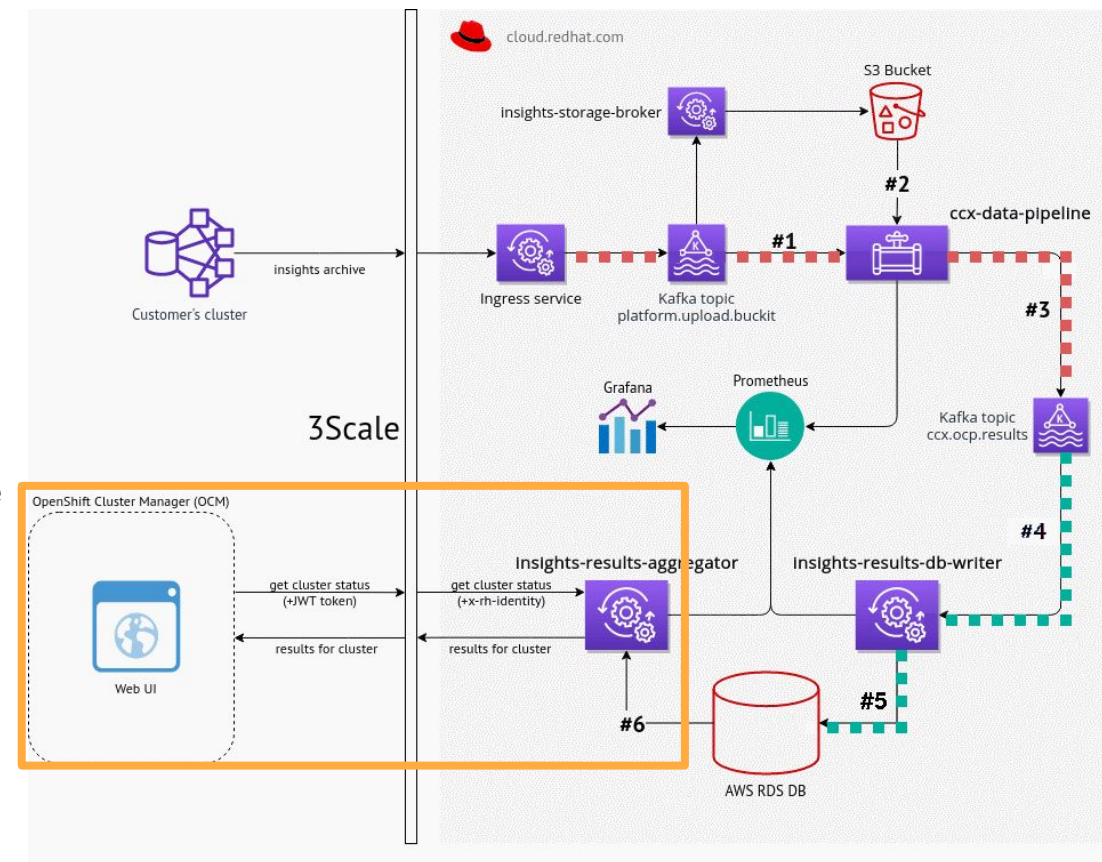 cloud.redhat.com
S3 Bucket
insights-storage-broker
#2
ccx-data-pipeline
#1
insights archive
Ingress service
Kafka topic
platform.upload.buckit
Customer's cluster
#3
Grafana
Prometheus
3Scale
Kafka topic
ccx.ocp.results
OpenShift Cluster Manager (OCM)
#4
insights-results-aggregator
insights-results-db-writer
get cluster status
(+JWT token)
get cluster status
(+x-rh-identity)
results for cluster
results for cluster
Web UI
#5
#6
AWS RDS DB